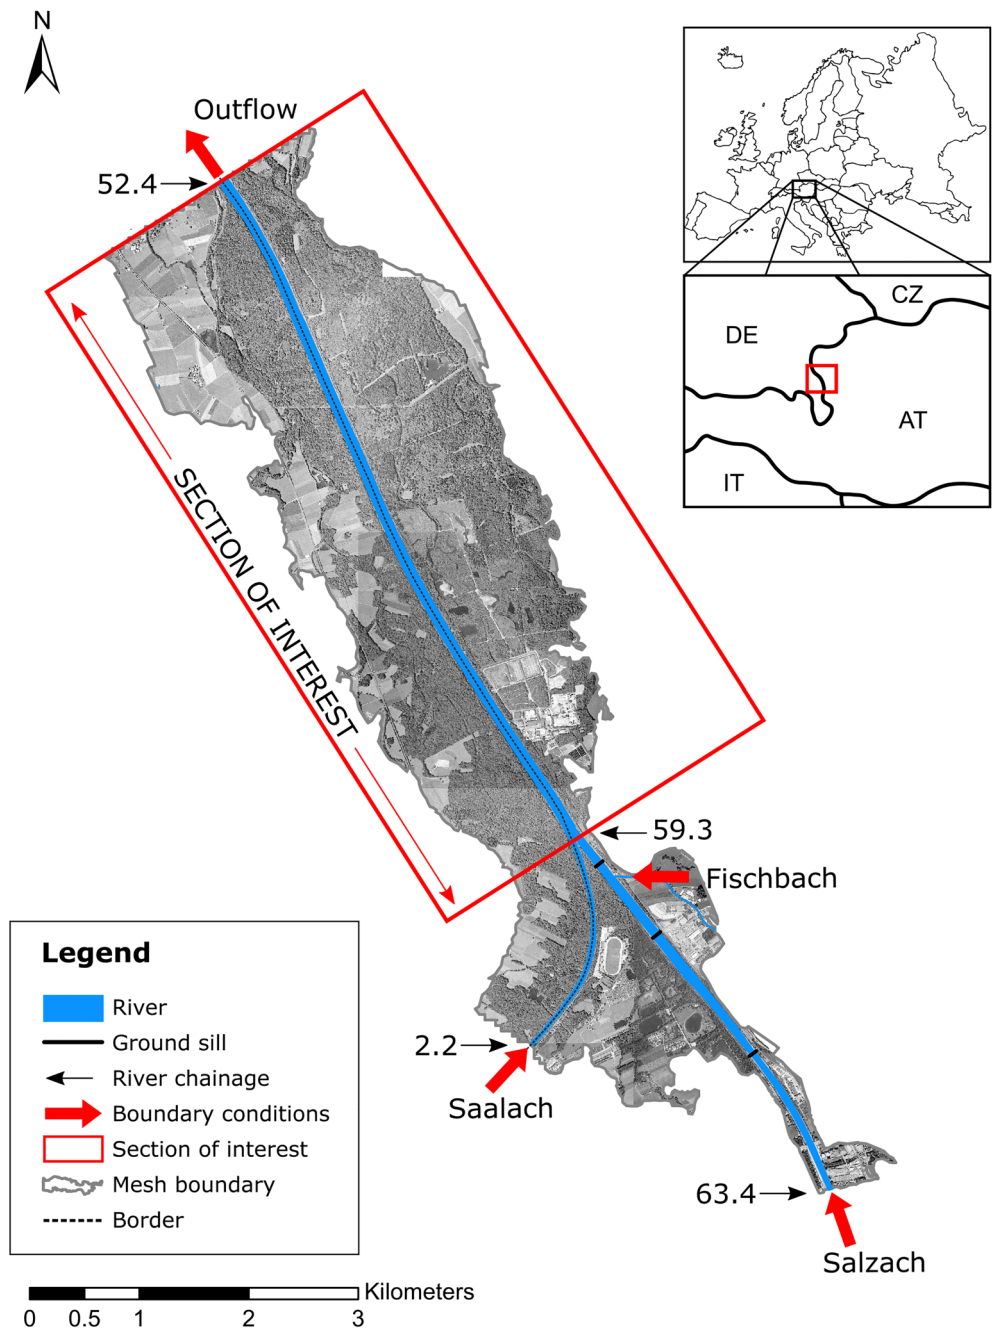 N
Outflow
52.4
CZ
DE
AT
IT
SECTION OF INTEREST
59.3
Fischbach
2.2
Saalach
63.4
Salzach
Legend
River
Ground sill
River chainage
Boundary conditions
Section of interest
Mesh boundary
Border
Kilometers
0 0.5 1 2 3